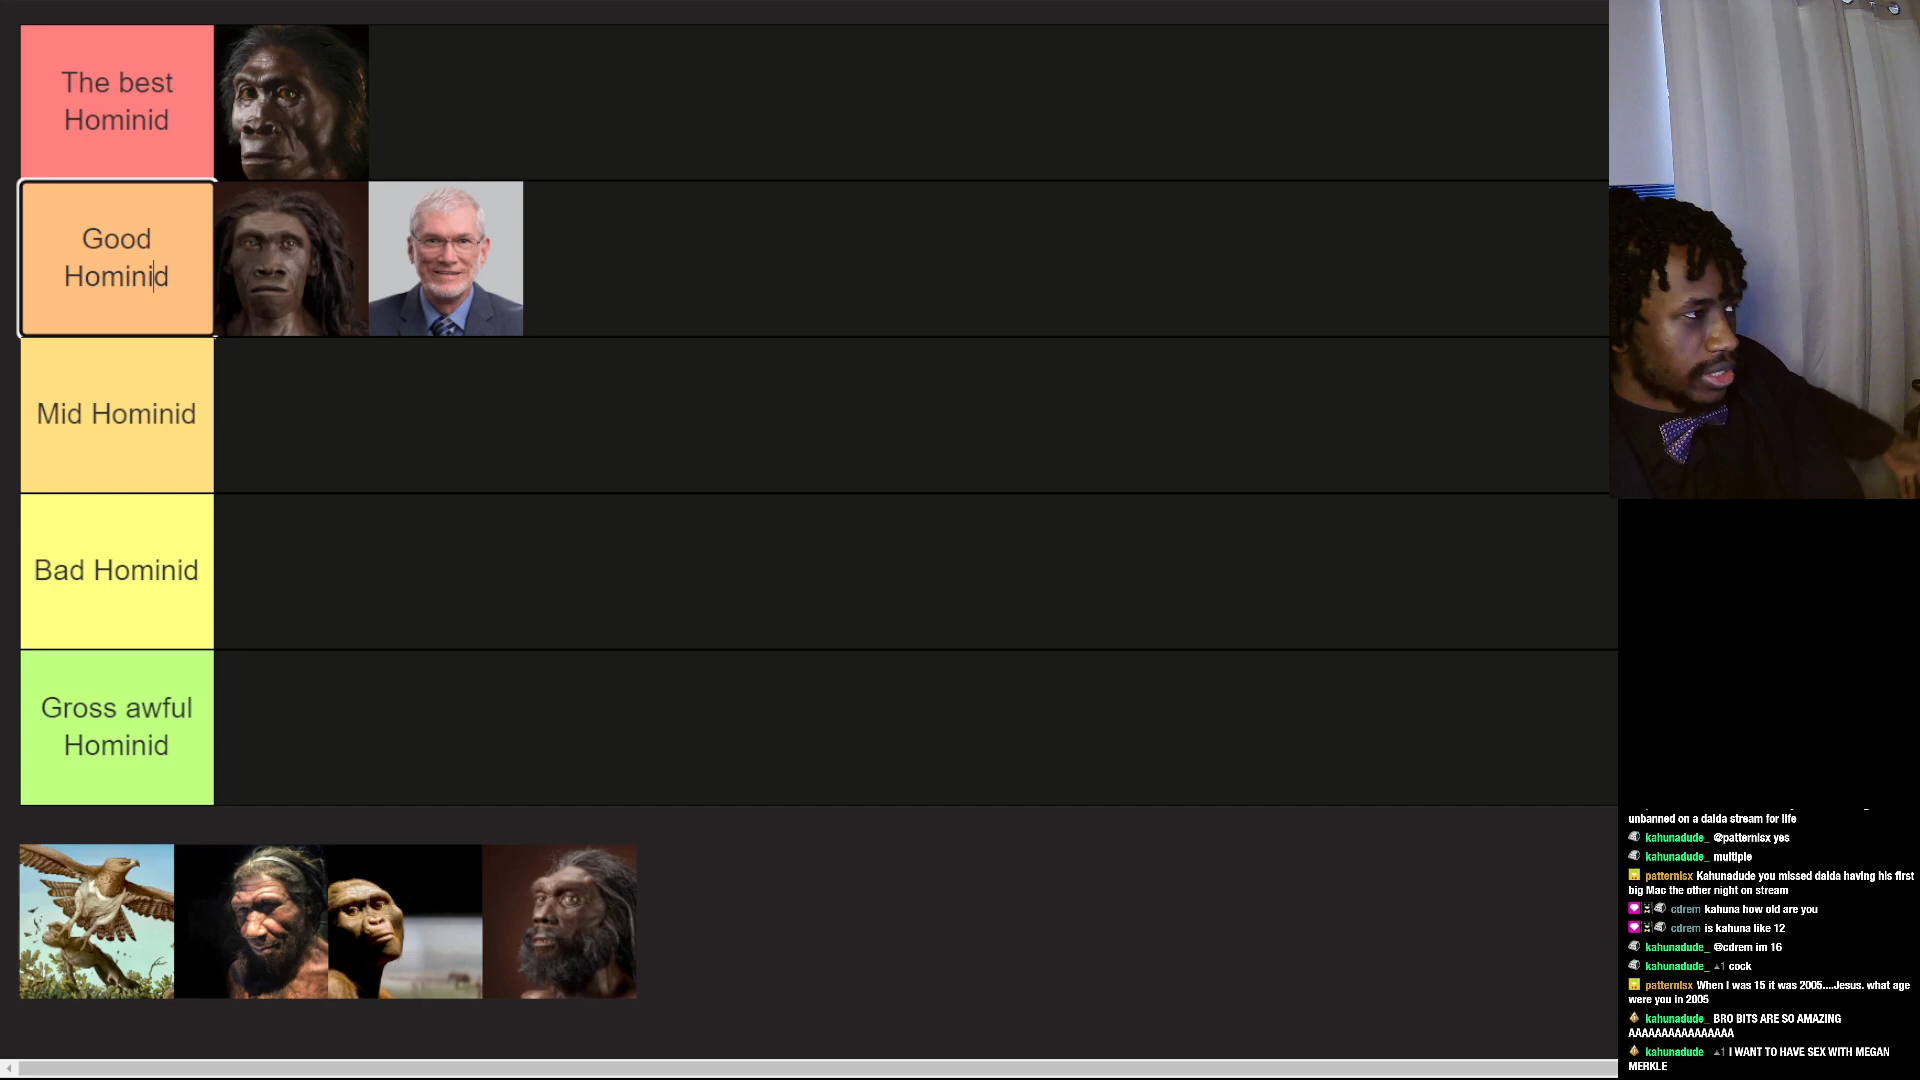 The best
Hominid
Good
Hominid
Mid Hominid
Bad Hominid
Gross awful
Hominid
unbanned on a dalda stream for life
kahunadude_ @patternlsx yes
kahunadude_ multiple
patternlsx Kahunadude you missed dalda having his first
big Mac the other night on stream
cdrem kahuna how old are you
cdrem is kahuna like 12
kahunadude_ @cdrem im 16
kahunadude_ 1 cock
patternlsx When I was 15 it was 2005....Jesus. what age
were you in 2005
kahunadude_ BRO BITS ARE SO AMAZING
AAAAAAAAAAAAAAAA
kahunadude_ 1 I WANT TO HAVE SEX WITH MEGAN
MERKLE